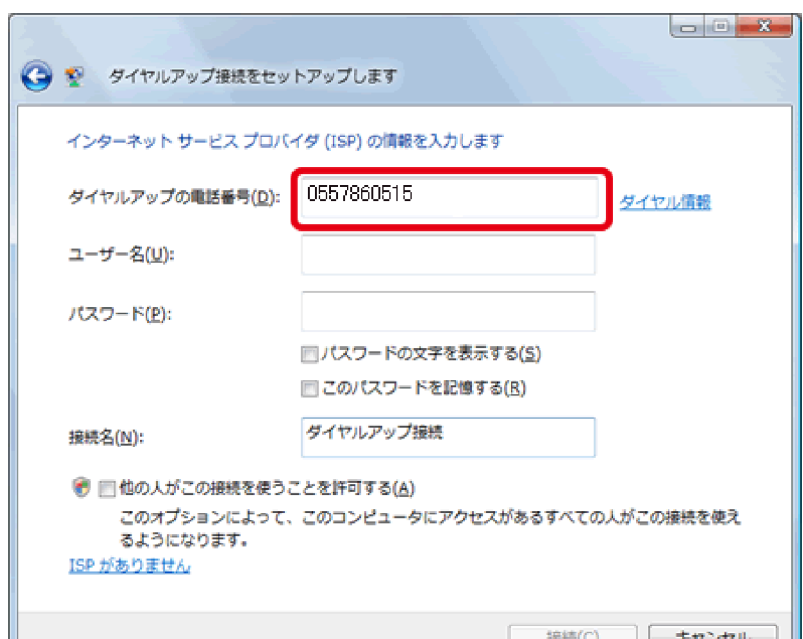 ダイヤルアップ接続をセットアップします
インターネット サービス プロバイダ (ISP) の情報を入力します
ダイヤルアップの電話番号(D): 0557860515 ダイヤル情報
ユーザー名(U):
パスワード(P):
パスワードの文字を表示する(S)
このパスワードを記憶する(R)
接続名(N): ダイヤルアップ接続
他の人がこの接続を使うことを許可する(A)
このオプションによって、このコンピュータにアクセスがあるすべての人がこの接続を使え
るようになります。
ISP がありません
接続(C) キャンセル